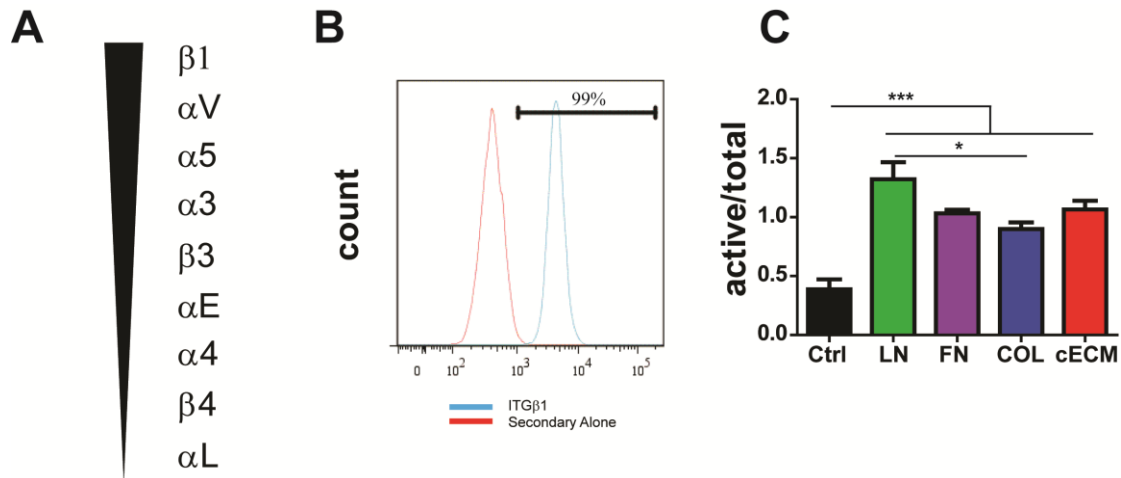 A
β1
αV
α5
α3
β3
αE
α4
β4
αL
B
99%
count
0 10² 10³ 10⁴ 10⁵
ITGβ1
Secondary Alone
C
active/total
2.0
1.5
1.0
0.5
0.0
***
*
Ctrl LN FN COL cECM